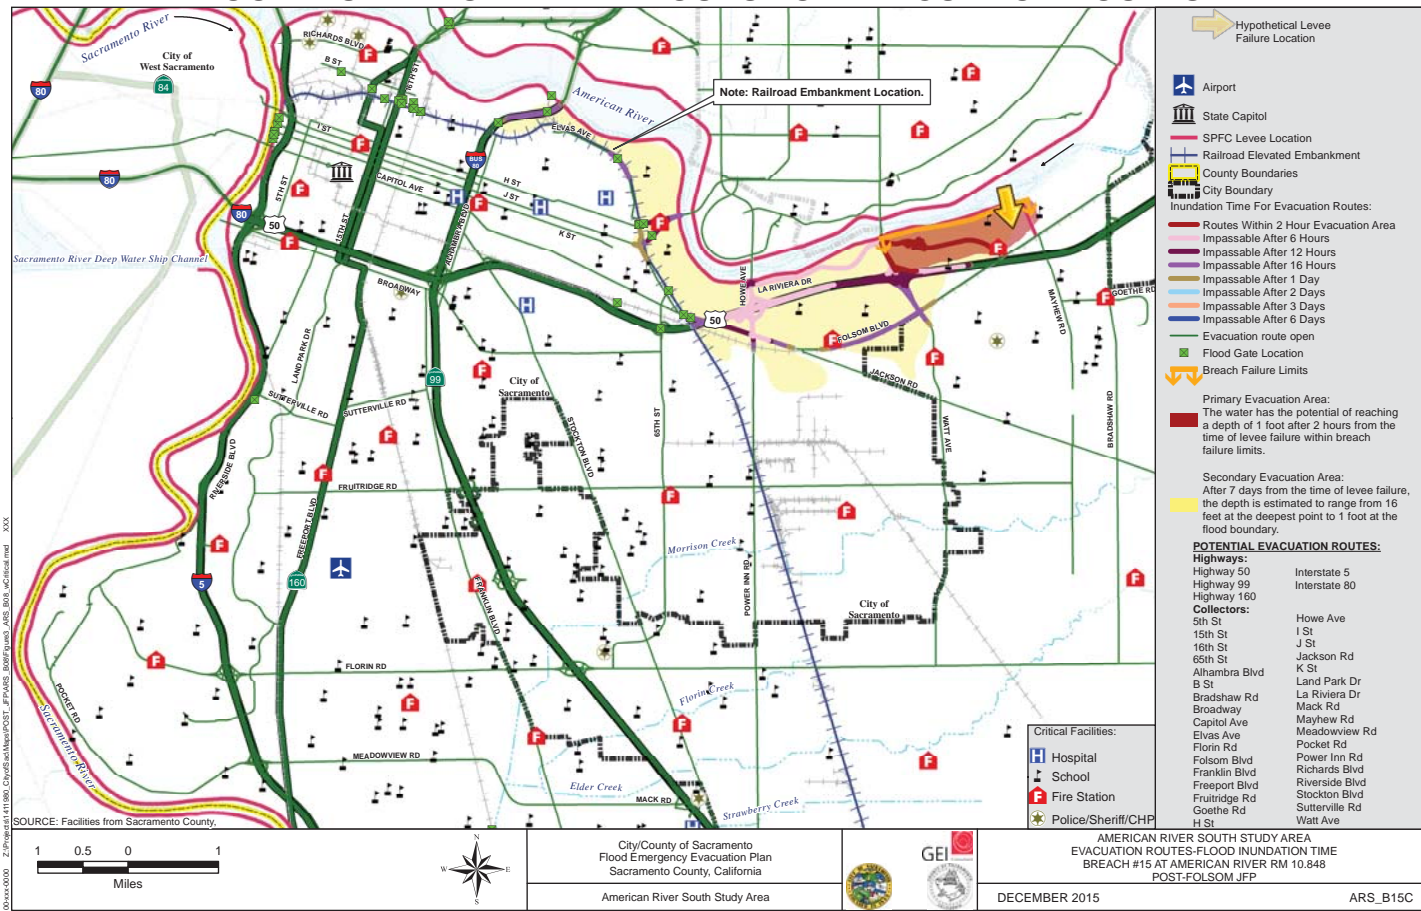 Sacramento River
City of
West Sacramento
84
80
80
80
50
RICHARDS BLVD
B ST
16TH ST
I ST
5TH ST
15TH ST
CAPITOL AVE
BUS
80
H ST
J ST
K ST
ALHAMBRA BLVD
ELVAS AVE
American River
Note: Railroad Embankment Location.
Sacramento River Deep Water Ship Channel
BROADWAY
HOWE AVE
LA RIVIERA DR
50
FOLSOM BLVD
JACKSON RD
MAYHEW RD
GOETHE RD
LAND PARK DR
SUTTERVILLE RD
SUTTERVILLE RD
99
City of
Sacramento
STOCKTON BLVD
65TH ST
WATT AVE
BRADSHAW RD
RIVERSIDE BLVD
FRUITRIDGE RD
FREEPORT BLVD
5
160
FRANKLIN BLVD
Morrison Creek
POWER INN RD
City of
Sacramento
FLORIN RD
POCKET RD
Sacramento River
Florin Creek
MEADOWVIEW RD
Elder Creek
MACK RD
Strawberry Creek
SOURCE: Facilities from Sacramento County,
Critical Facilities:
H Hospital
School
F Fire Station
Police/Sheriff/CHP
Hypothetical Levee
Failure Location
Airport
State Capitol
SPFC Levee Location
Railroad Elevated Embankment
County Boundaries
City Boundary
Inundation Time For Evacuation Routes:
Routes Within 2 Hour Evacuation Area
Impassable After 6 Hours
Impassable After 12 Hours
Impassable After 16 Hours
Impassable After 1 Day
Impassable After 2 Days
Impassable After 3 Days
Impassable After 6 Days
Evacuation route open
Flood Gate Location
Breach Failure Limits
Primary Evacuation Area:
The water has the potential of reaching
a depth of 1 foot after 2 hours from the
time of levee failure within breach
failure limits.
Secondary Evacuation Area:
After 7 days from the time of levee failure,
the depth is estimated to range from 16
feet at the deepest point to 1 foot at the
flood boundary.
POTENTIAL EVACUATION ROUTES:
Highways:
Highway 50
Highway 99
Highway 160
Interstate 5
Interstate 80
Collectors:
5th St
15th St
16th St
65th St
Alhambra Blvd
B St
Bradshaw Rd
Broadway
Capitol Ave
Elvas Ave
Florin Rd
Folsom Blvd
Franklin Blvd
Freeport Blvd
Fruitridge Rd
Goethe Rd
H St
Howe Ave
I St
J St
Jackson Rd
K St
Land Park Dr
La Riviera Dr
Mack Rd
Mayhew Rd
Meadowview Rd
Pocket Rd
Power Inn Rd
Richards Blvd
Riverside Blvd
Stockton Blvd
Sutterville Rd
Watt Ave
1 0.5 0 1
Miles
N
W E
S
City/County of Sacramento
Flood Emergency Evacuation Plan
Sacramento County, California
American River South Study Area
GEI
AMERICAN RIVER SOUTH STUDY AREA
EVACUATION ROUTES-FLOOD INUNDATION TIME
BREACH #15 AT AMERICAN RIVER RM 10.848
POST-FOLSOM JFP
DECEMBER 2015
ARS_B15C